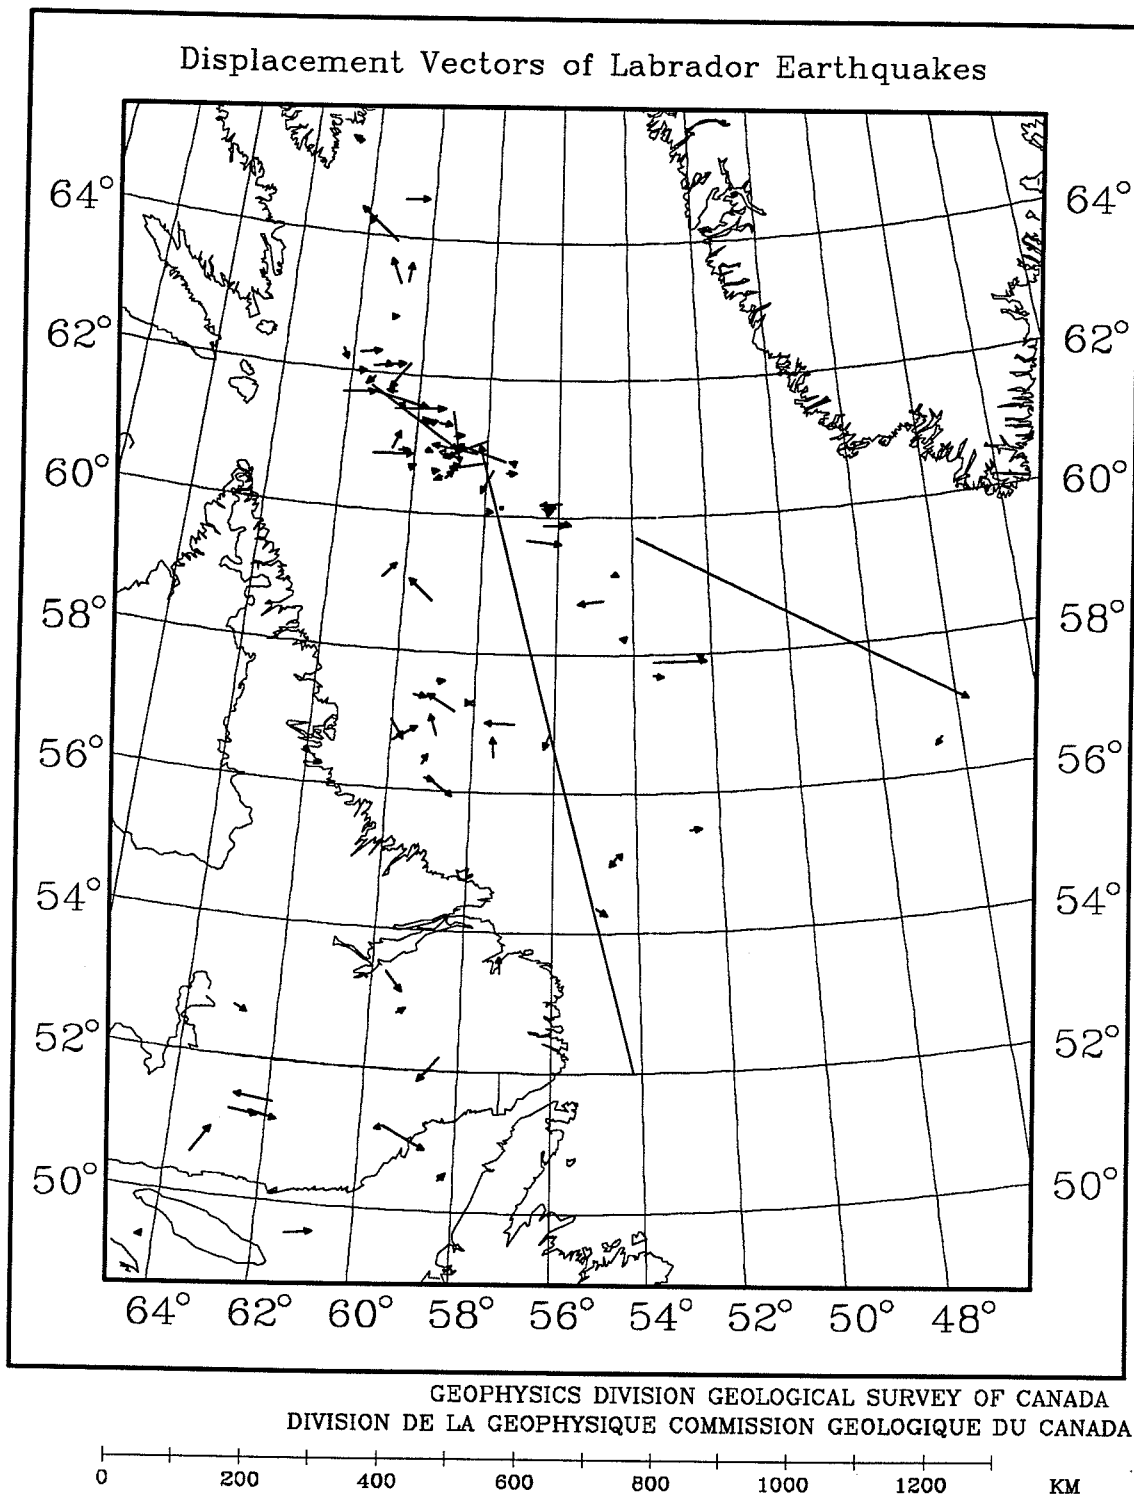 Displacement Vectors of Labrador Earthquakes
64° 64°
62° 62°
60° 60°
58° 58°
56° 56°
54° 54°
52° 52°
50° 50°
64° 62° 60° 58° 56° 54° 52° 50° 48°
GEOPHYSICS DIVISION GEOLOGICAL SURVEY OF CANADA
DIVISION DE LA GEOPHYSIQUE COMMISSION GEOLOGIQUE DU CANADA
0 200 400 600 800 1000 1200 KM